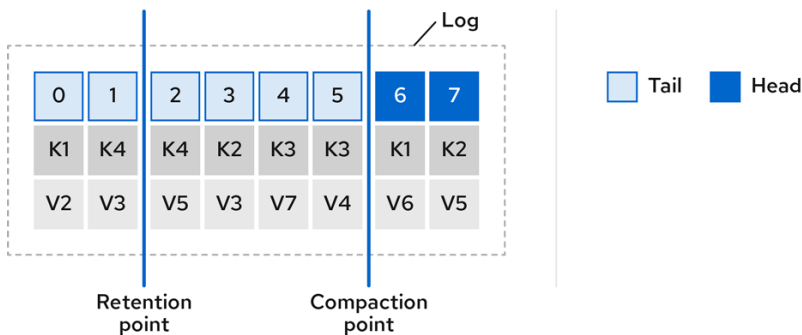 Log
0 1 2 3 4 5 6 7
K1 K4 K4 K2 K3 K3 K1 K2
V2 V3 V5 V3 V7 V4 V6 V5
Retention
point
Compaction
point
Tail
Head